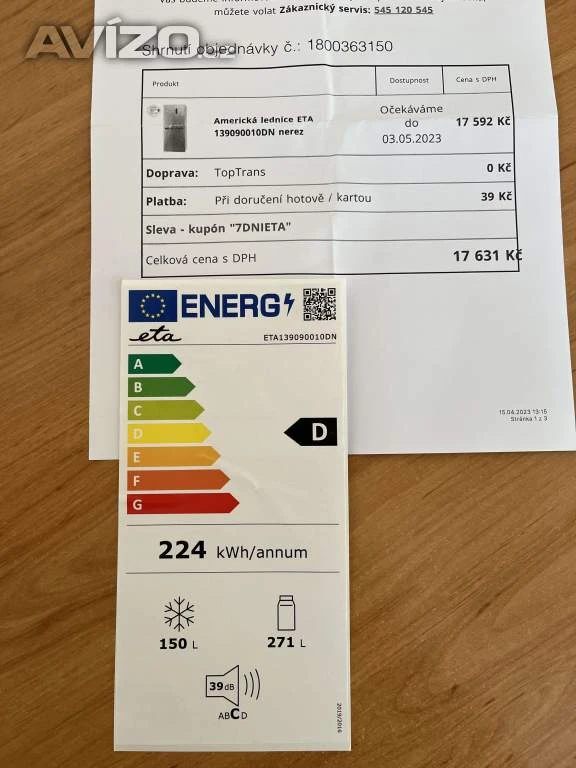 můžete volat Zákaznický servis: 545 120 545
AVÍZO.cz
Shrnutí objednávky č.: 1800363150
Produkt Dostupnost Cena s DPH
Americká lednice ETA
139090010DN nerez
Očekáváme
do
03.05.2023
17 592 Kč
Doprava: TopTrans 0 Kč
Platba: Při doručení hotově / kartou 39 Kč
Sleva - kupón "7DNIETA"
Celková cena s DPH 17 631 Kč
15.04.2023 13:15
Stránka 1 z 3
ENERG
eta ETA139090010DN
A
B
C
D
E
F
G
D
224 kWh/annum
150 L
271 L
39dB
ABCD
2019/2016